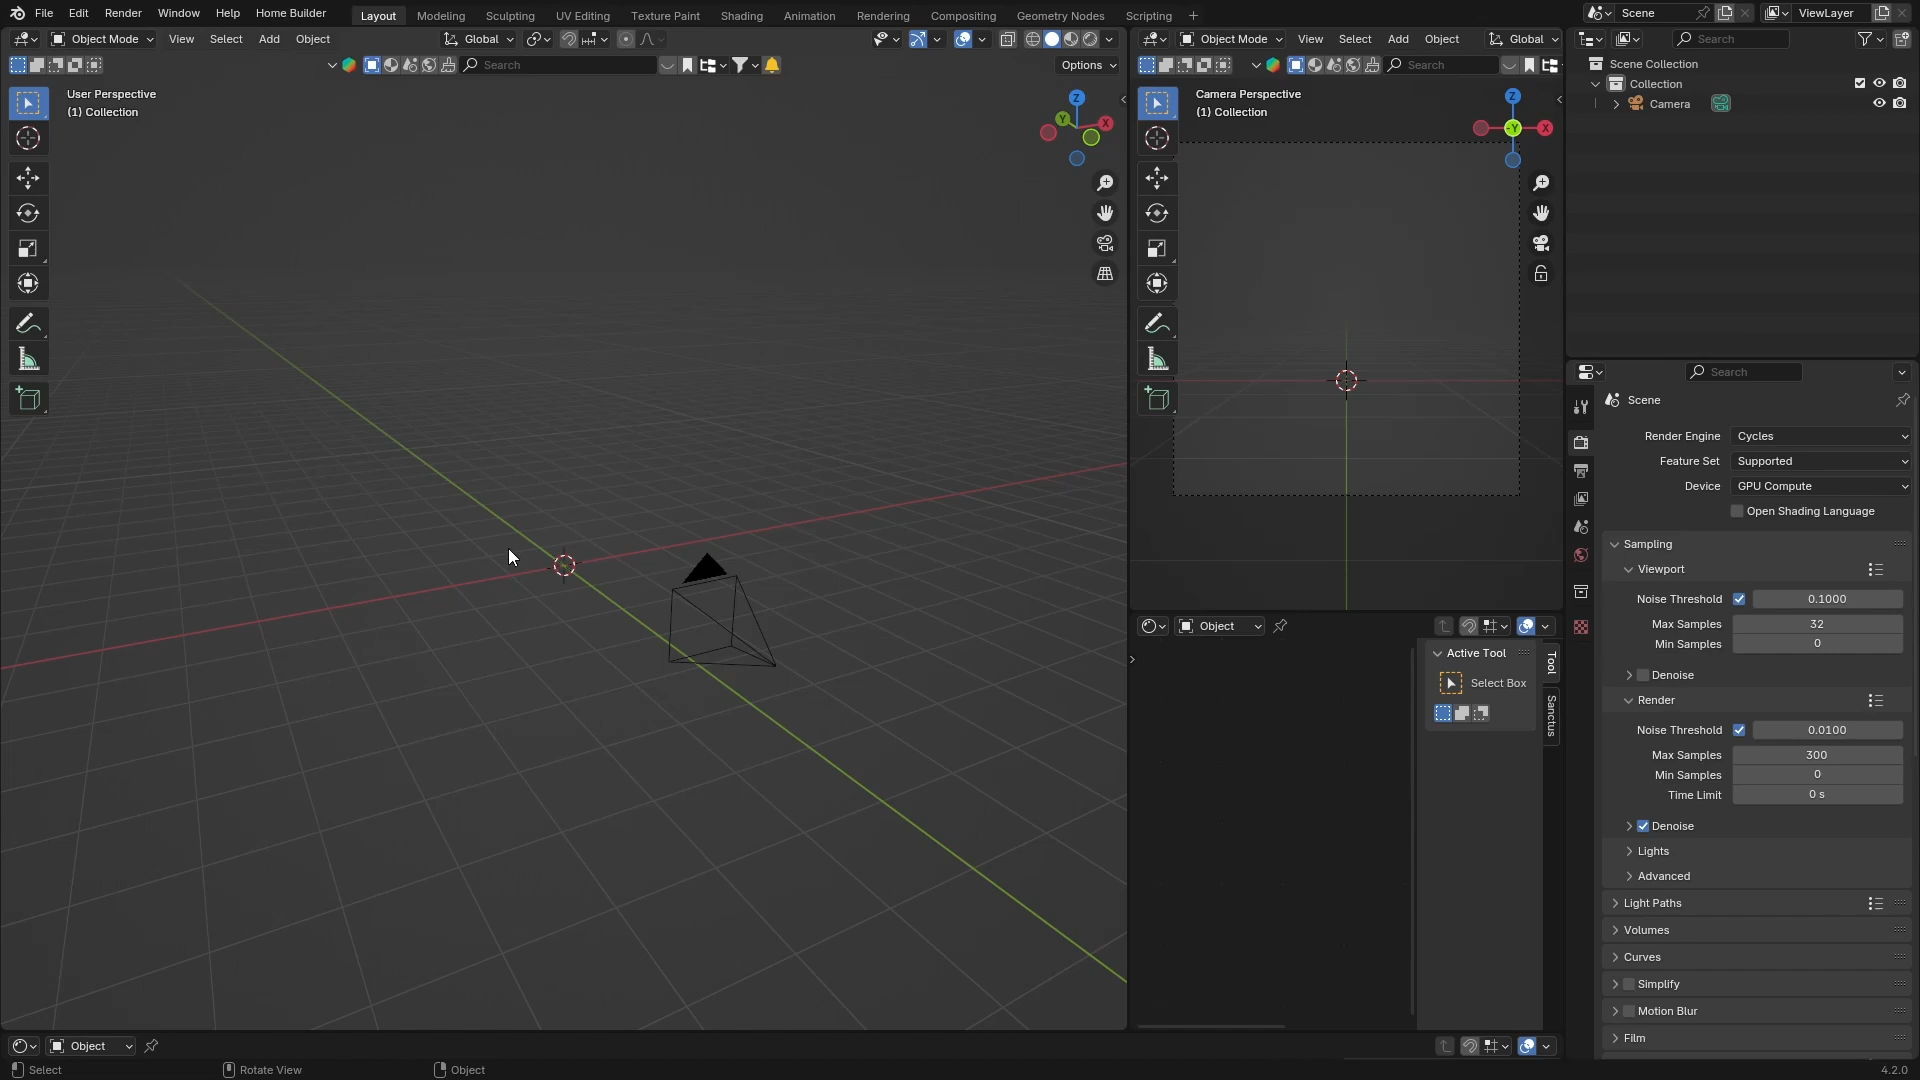 File Edit Render Window Help Home Builder Layout Modeling Sculpting UV Editing Texture Paint Shading Animation Rendering Compositing Geometry Nodes Scripting + Scene ViewLayer
Object Mode View Select Add Object Global
Search Options
User Perspective
(1) Collection
Z
Y
X
Object Mode View Select Add Object Global
Search
Camera Perspective
(1) Collection
Z
-Y X
Search
Scene Collection
Collection
Camera
Search
Scene
Render Engine Cycles
Feature Set Supported
Device GPU Compute
Open Shading Language
Sampling
Viewport
Noise Threshold 0.1000
Max Samples 32
Min Samples 0
Denoise
Render
Noise Threshold 0.0100
Max Samples 300
Min Samples 0
Time Limit 0 s
Denoise
Lights
Advanced
Light Paths
Volumes
Curves
Simplify
Motion Blur
Film
Object
Active Tool
Select Box
Tool
Sanctus
Object
Select Rotate View Object 4.2.0